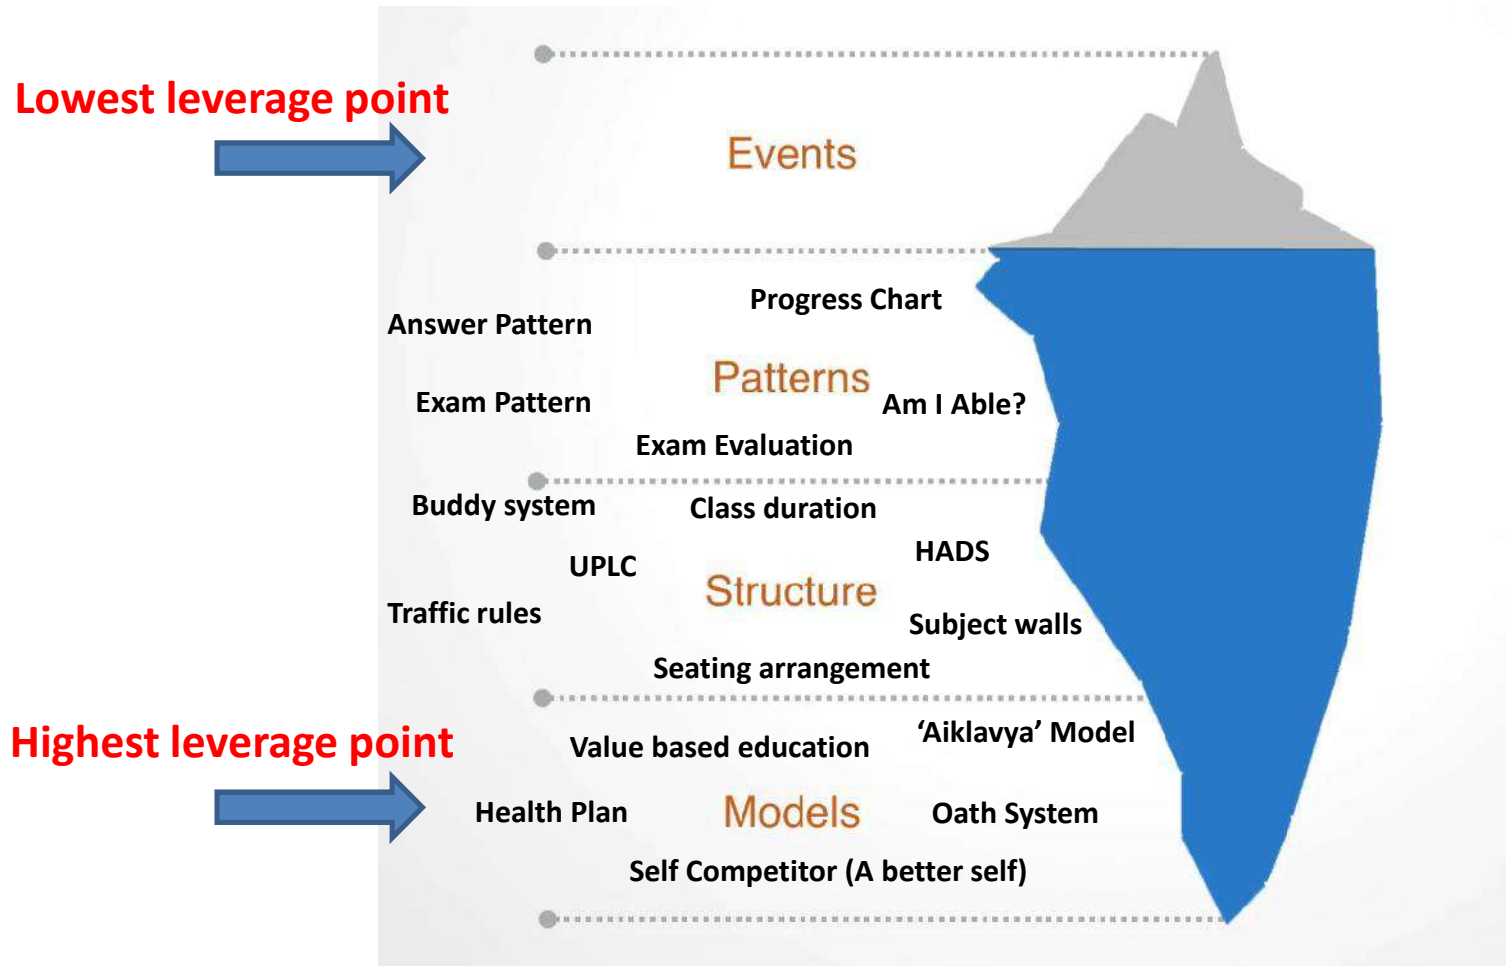 Lowest leverage point
Events
Progress Chart
Answer Pattern
Patterns
Exam Pattern
Am I Able?
Exam Evaluation
Buddy system
Class duration
HADS
UPLC
Structure
Traffic rules
Subject walls
Seating arrangement
Highest leverage point
'Aiklavya' Model
Value based education
Health Plan
Models
Oath System
Self Competitor (A better self)